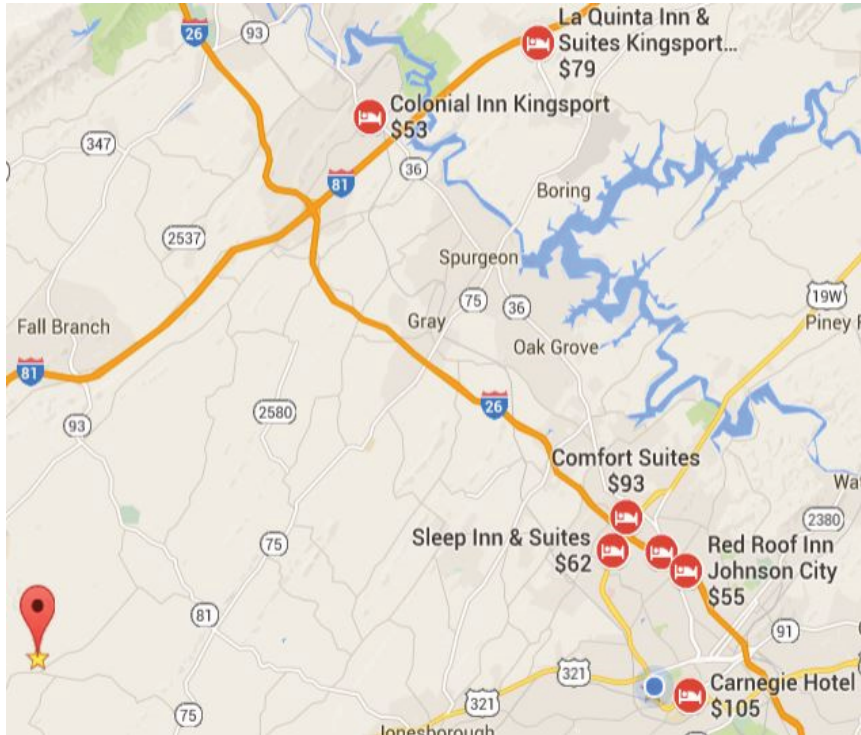 La Quinta Inn &
Suites Kingsport...
$79
26
93
Colonial Inn Kingsport
$53
347
36
81
Boring
2537
Spurgeon
19W
75
36
Fall Branch
Gray
Piney
Oak Grove
81
2580
26
93
Comfort Suites
$93
2380
Sleep Inn & Suites
$62
Red Roof Inn
Johnson City
$55
75
81
91
321
321
Carnegie Hotel
$105
75
Jonesborough